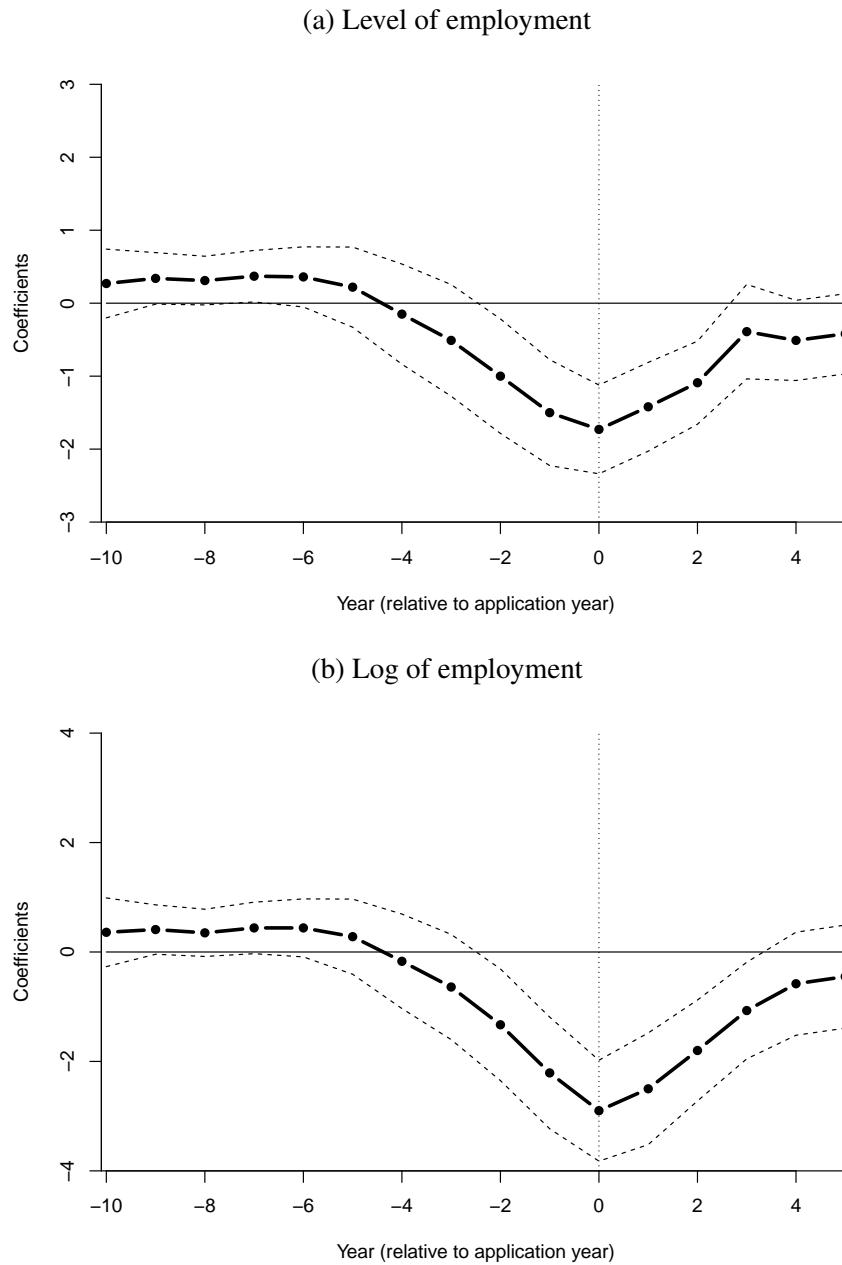 (a) Level of employment
3
2
1
0
−1
−2
−3
Coefficients
−10 −8 −6 −4 −2 0 2 4
Year (relative to application year)
(b) Log of employment
4
2
0
−2
−4
Coefficients
−10 −8 −6 −4 −2 0 2 4
Year (relative to application year)